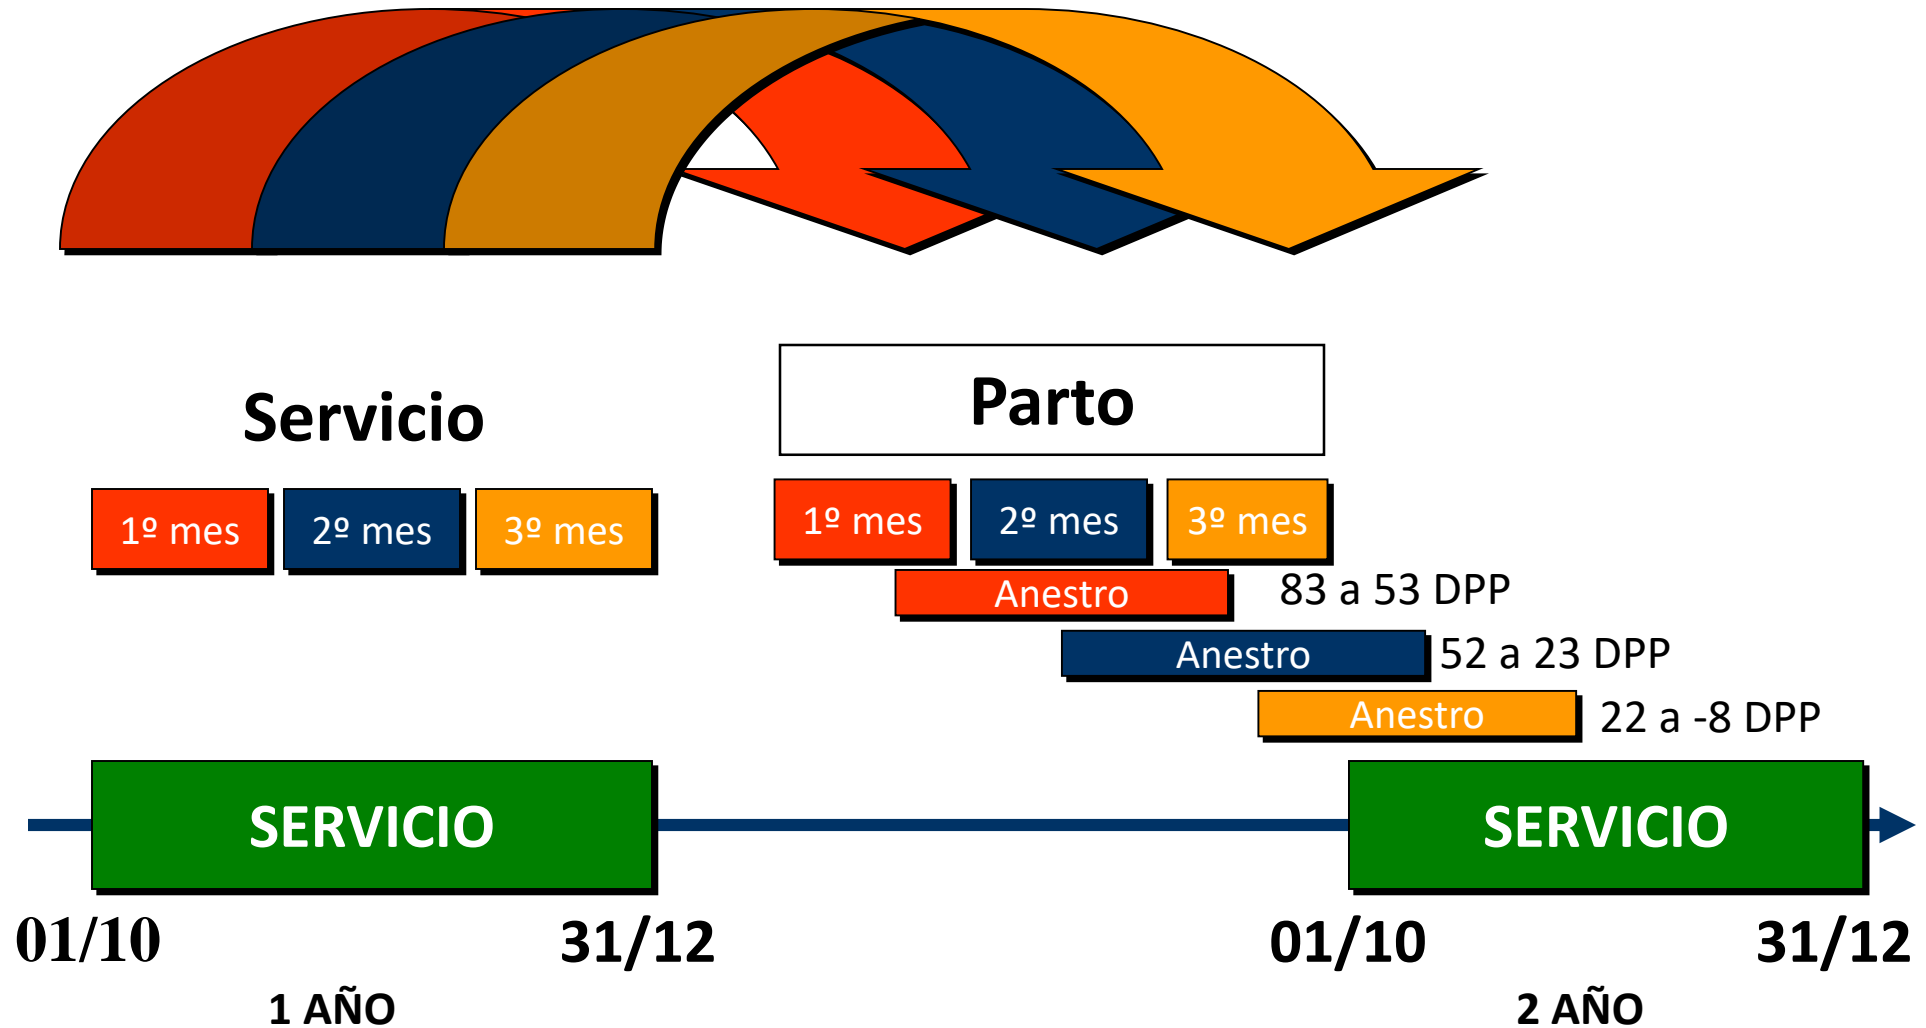 Servicio
Parto
1º mes
2º mes
3º mes
1º mes
2º mes
3º mes
Anestro
83 a 53 DPP
Anestro
52 a 23 DPP
Anestro
22 a -8 DPP
SERVICIO
SERVICIO
01/10
31/12
01/10
31/12
1 AÑO
2 AÑO